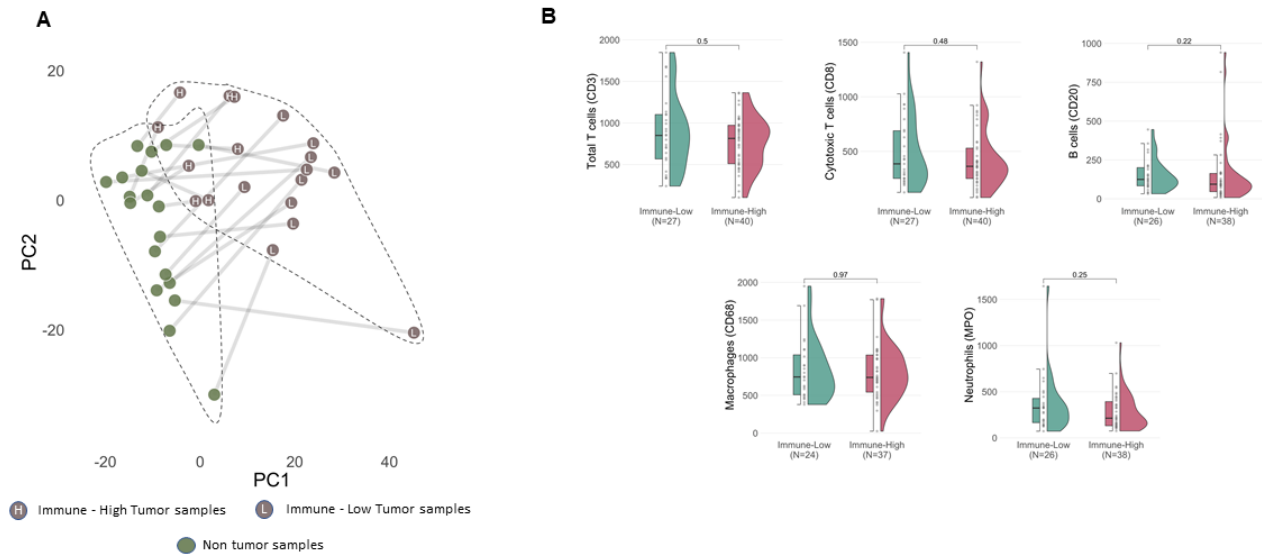 A
20
0
-20
PC2
-20
0
20
40
PC1
H
H
H
H
H
H
H
H
L
L
L
L
L
L
L
L
L
L
L
L
H Immune - High Tumor samples
L Immune - Low Tumor samples
Non tumor samples
B
0.5
2000
1500
1000
500
Total T cells (CD3)
Immune-Low
(N=27)
Immune-High
(N=40)
0.48
1500
1000
500
Cytotoxic T cells (CD8)
Immune-Low
(N=27)
Immune-High
(N=40)
0.22
1000
750
500
250
0
B cells (CD20)
Immune-Low
(N=26)
Immune-High
(N=38)
0.97
2000
1500
1000
500
0
Macrophages (CD68)
Immune-Low
(N=24)
Immune-High
(N=37)
0.25
1500
1000
500
0
Neutrophils (MPO)
Immune-Low
(N=26)
Immune-High
(N=38)